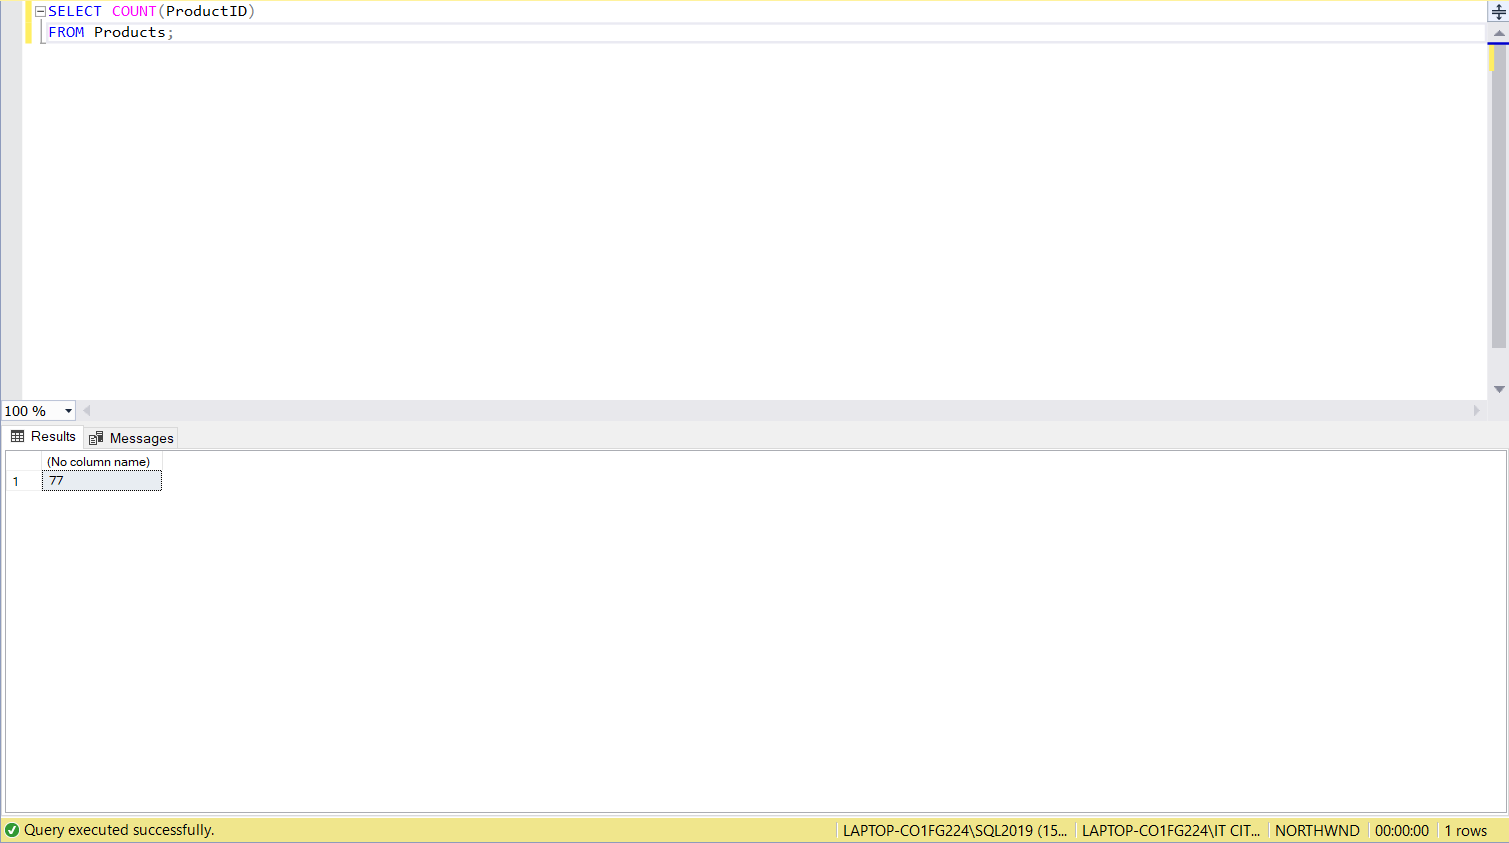 SELECT COUNT(ProductID)
FROM Products;
100 %
Results Messages
(No column name)
1 77
Query executed successfully. LAPTOP-CO1FG224\SQL2019 (15... LAPTOP-CO1FG224\IT CIT... NORTHWND 00:00:00 1 rows